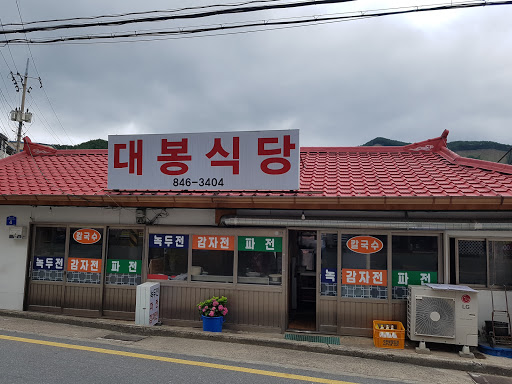 대봉식당
846-3404
칼국수
녹두전 감자전 파전
녹두전 감자전 파전
칼국수
녹 감자전 파전
LG